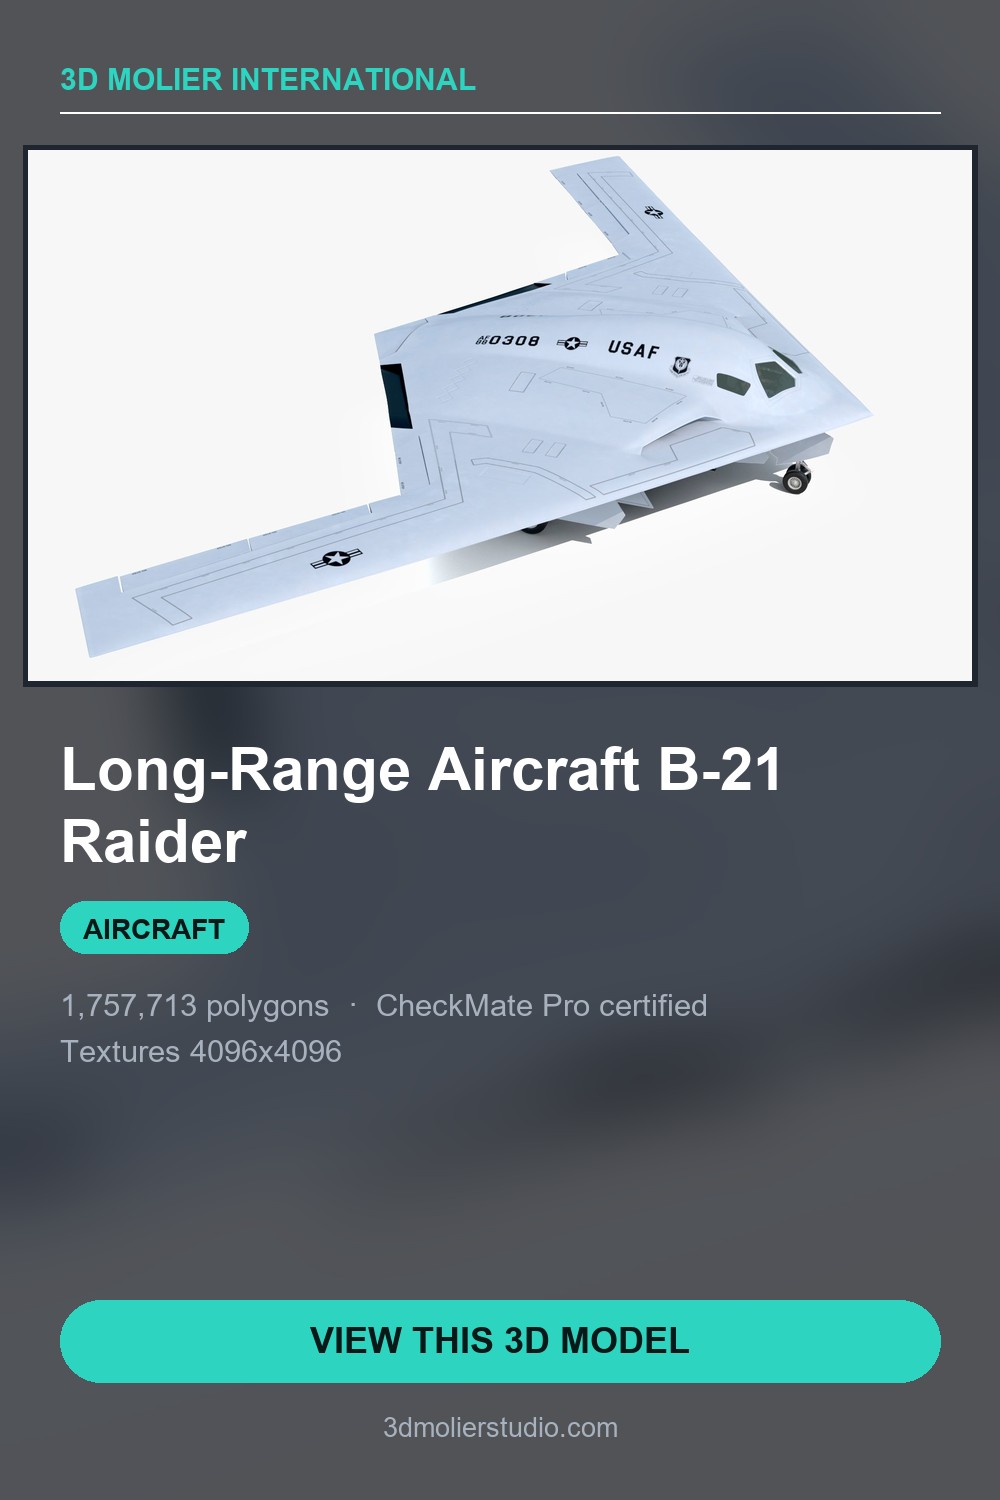 3D MOLIER INTERNATIONAL
AF 0308
USAF
Long-Range Aircraft B-21
Raider
AIRCRAFT
1,757,713 polygons · CheckMate Pro certified
Textures 4096x4096
VIEW THIS 3D MODEL
3dmolierstudio.com